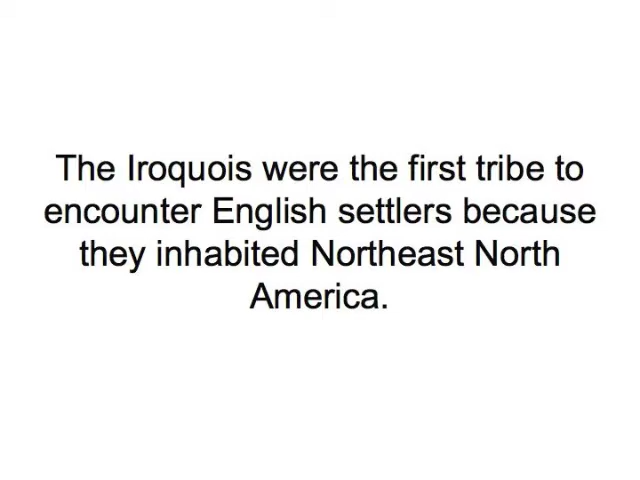 The Iroquois were the first tribe to
encounter English settlers because
they inhabited Northeast North
America.